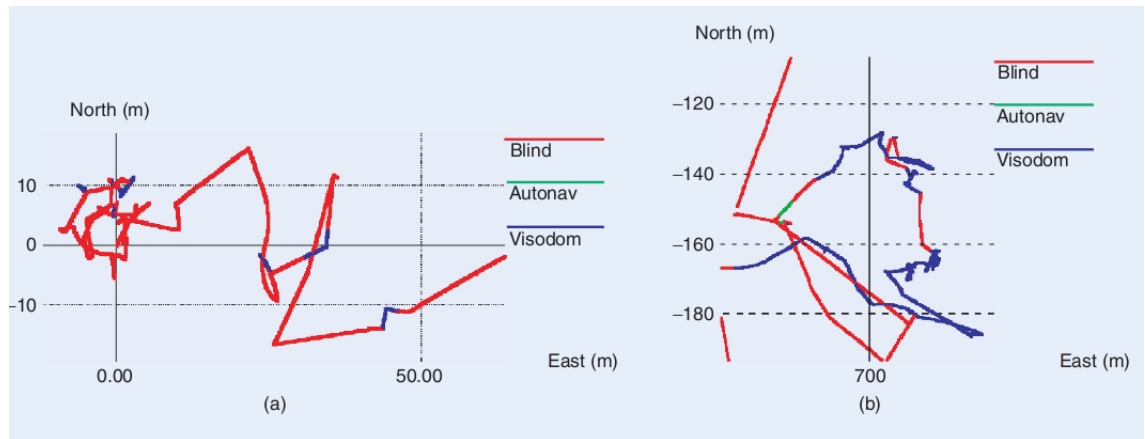 North (m)
10
0
–10
0.00
50.00
East (m)
Blind
Autonav
Visodom
(a)
North (m)
–120
–140
–160
–180
700
East (m)
Blind
Autonav
Visodom
(b)